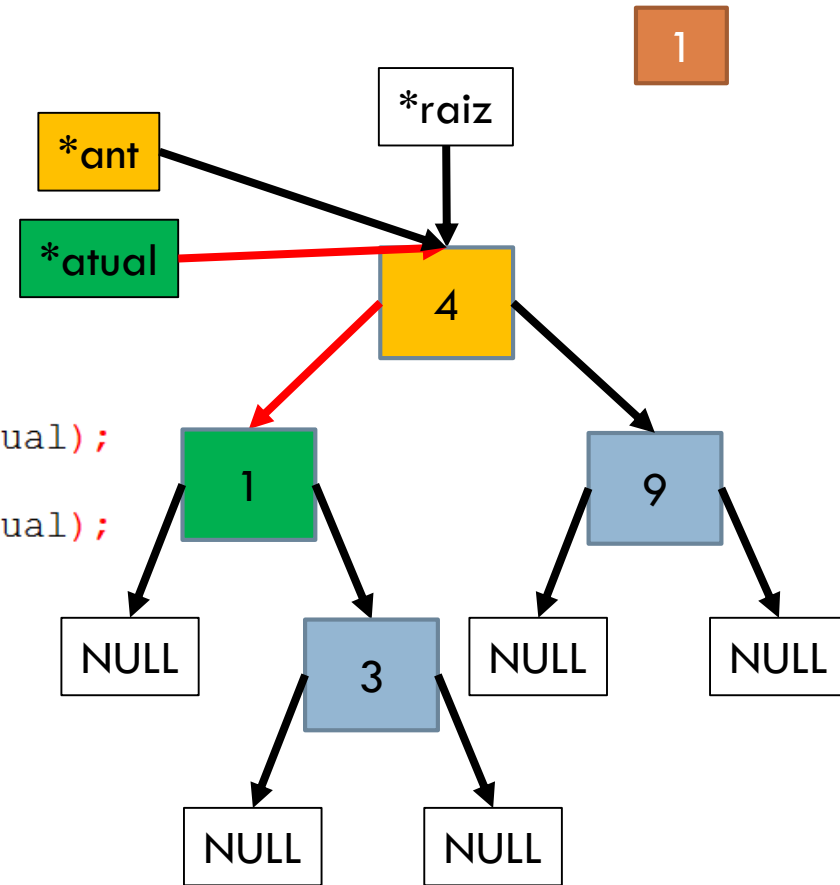 1
*raiz
*ant
*atual
4
ual);
1
9
ual);
NULL
3
NULL
NULL
NULL
NULL